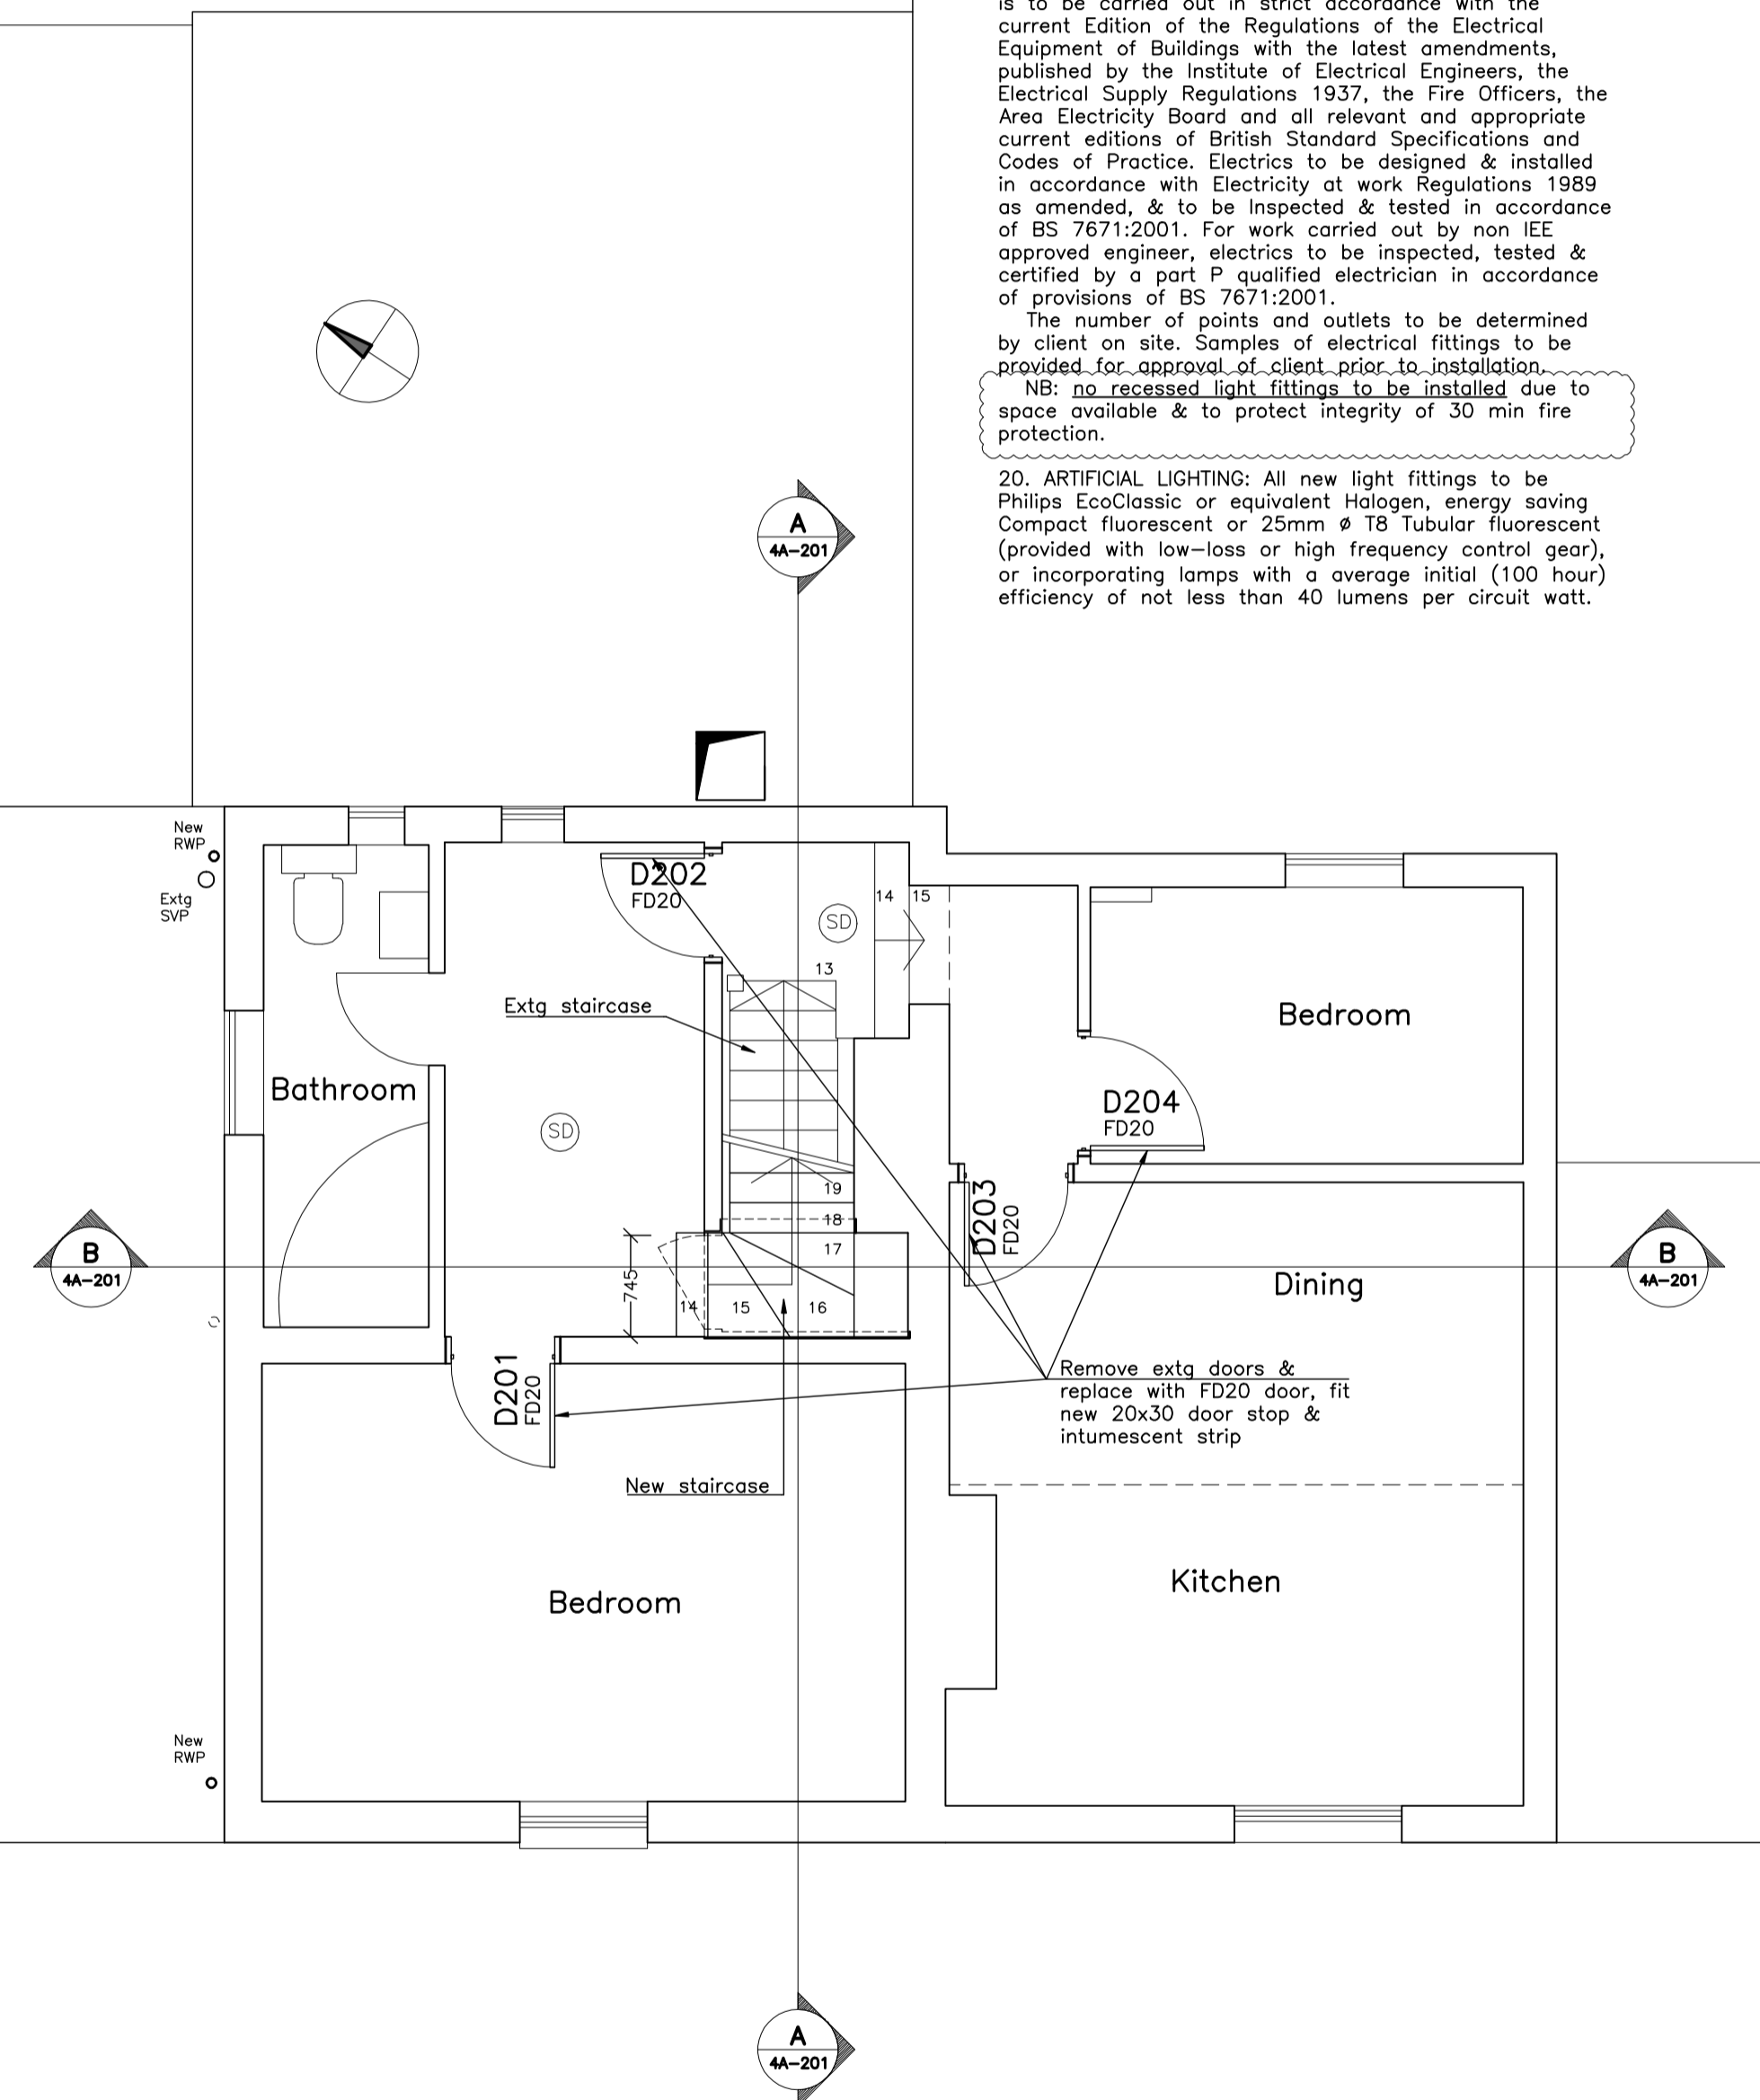 is to be carried out in strict accordance with the
current Edition of the Regulations of the Electrical
Equipment of Buildings with the latest amendments,
published by the Institute of Electrical Engineers, the
Electrical Supply Regulations 1937, the Fire Officers, the
Area Electricity Board and all relevant and appropriate
current editions of British Standard Specifications and
Codes of Practice. Electrics to be designed & installed
in accordance with Electricity at work Regulations 1989
as amended, & to be Inspected & tested in accordance
of BS 7671:2001. For work carried out by non IEE
approved engineer, electrics to be inspected, tested &
certified by a part P qualified electrician in accordance
of provisions of BS 7671:2001.
The number of points and outlets to be determined
by client on site. Samples of electrical fittings to be
provided for approval of client prior to installation.
NB: no recessed light fittings to be installed due to
space available & to protect integrity of 30 min fire
protection.
20. ARTIFICIAL LIGHTING: All new light fittings to be
Philips EcoClassic or equivalent Halogen, energy saving
Compact fluorescent or 25mm ø T8 Tubular fluorescent
(provided with low-loss or high frequency control gear),
or incorporating lamps with a average initial (100 hour)
efficiency of not less than 40 lumens per circuit watt.
A
4A-201
New
RWP
Extg
SVP
D202
FD20
SD
14
15
13
Extg staircase
Bedroom
Bathroom
D204
FD20
SD
19
18
17
D203
FD20
B
4A-201
B
4A-201
745
14
15
16
Dining
D201
FD20
Remove extg doors &
replace with FD20 door, fit
new 20x30 door stop &
intumescent strip
New staircase
Bedroom
Kitchen
New
RWP
A
4A-201